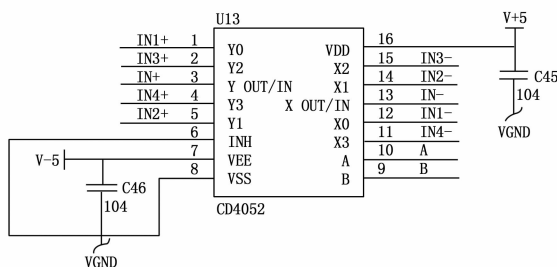 U13
V+5
IN1+ 1 Y0 VDD 16
IN3+ 2 Y2 X2 15 IN3-
IN+ 3 Y OUT/IN X1 14 IN2-
IN4+ 4 Y3 X OUT/IN 13 IN-
IN2+ 5 Y1 X0 12 IN1-
6 INH X3 11 IN4-
V-5 7 VEE A 10 A
8 VSS B 9 B
C45
104
VGND
C46
104
CD4052
VGND